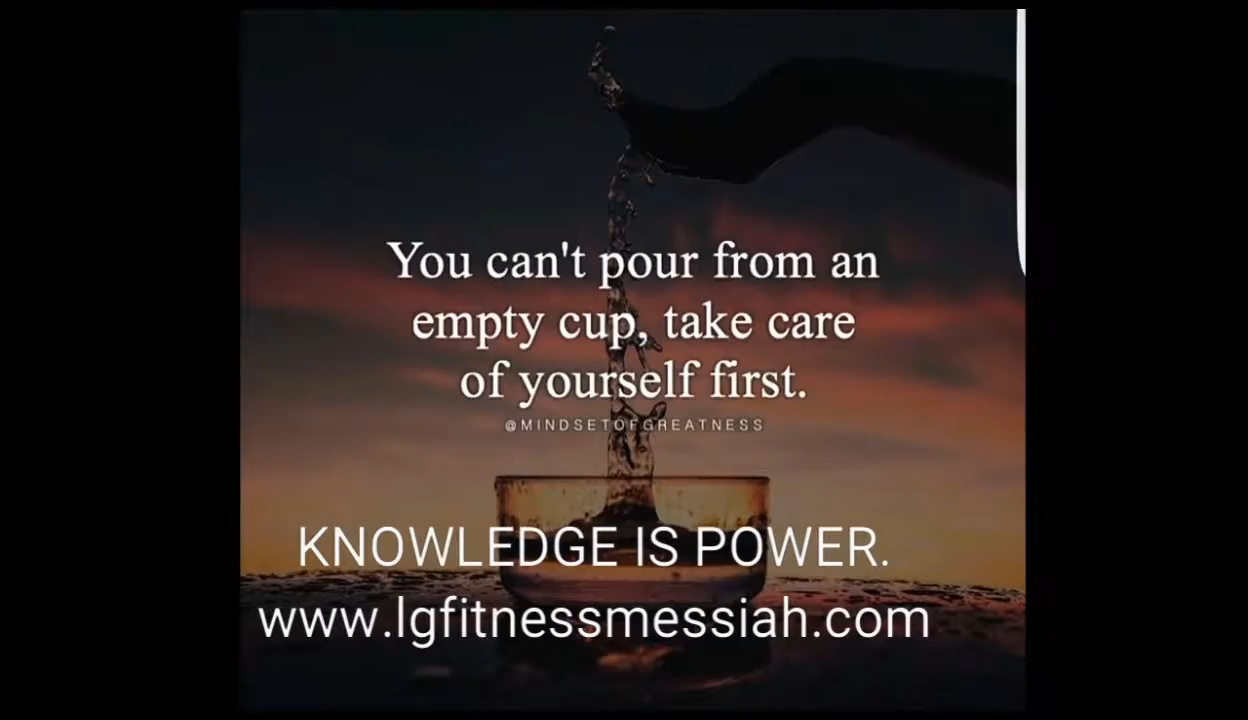 You can't pour from an
empty cup, take care
of yourself first.
@MINDSETOFGREATNESS
KNOWLEDGE IS POWER.
www.lgfitnessmessiah.com